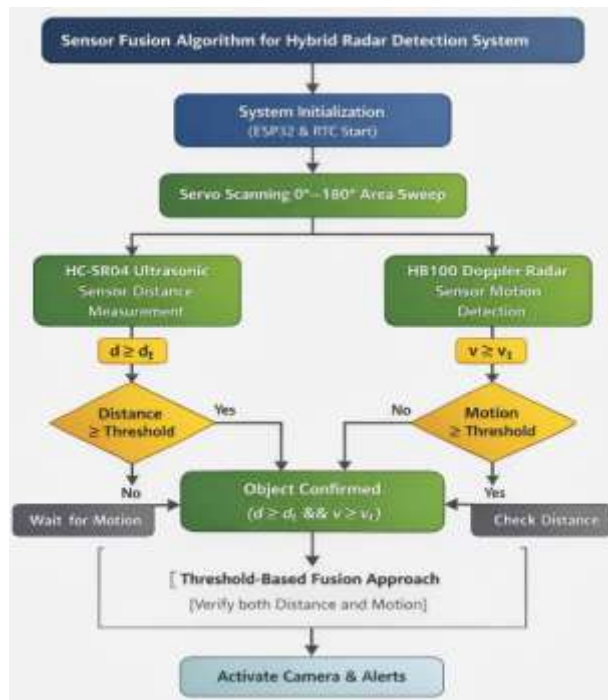 Sensor Fusion Algorithm for Hybrid Radar Detection System
System Initialization
(ESP32 & RTC Start)
Servo Scanning 0°–180° Area Sweep
HC-SR04 Ultrasonic
Sensor Distance
Measurement
HB100 Doppler Radar
Sensor Motion
Detection
d ≥ dt
v ≥ vt
Distance
≥ Threshold
Yes
No
Motion
≥ Threshold
No
Yes
Wait for Motion
Object Confirmed
(d ≥ dt && v ≥ vt)
Check Distance
[Threshold-Based Fusion Approach
[Verify both Distance and Motion]
Activate Camera & Alerts